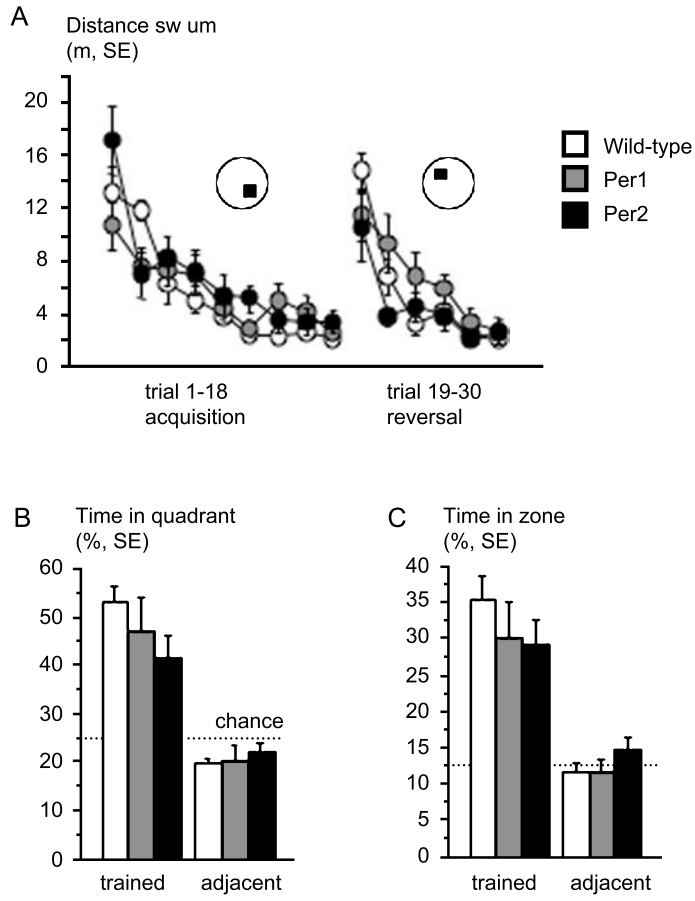 A
Distance sw um
(m, SE)
20
16
12
8
4
0
trial 1-18
acquisition
trial 19-30
reversal
Wild-type
Per1
Per2
B
Time in quadrant
(%, SE)
60
50
40
30
20
10
0
chance
trained
adjacent
C
Time in zone
(%, SE)
40
35
30
25
20
15
10
5
0
trained
adjacent